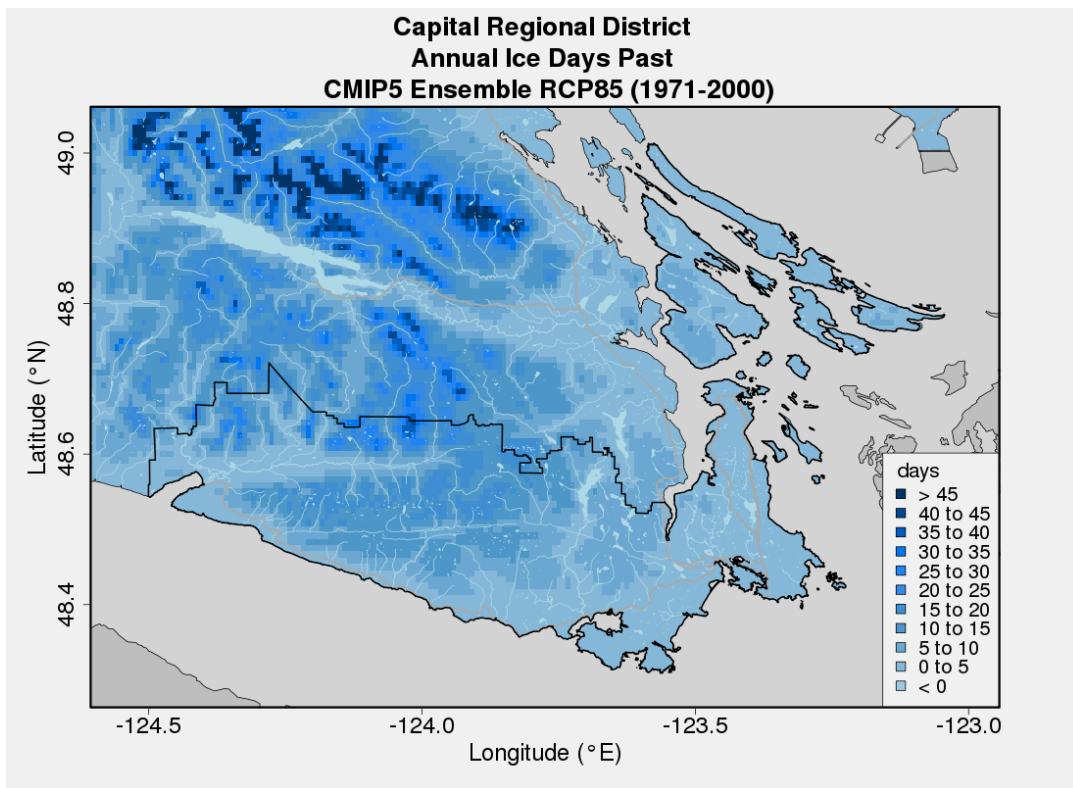 Capital Regional District
Annual Ice Days Past
CMIP5 Ensemble RCP85 (1971-2000)
49.0
48.8
48.6
48.4
Latitude (°N)
days
> 45
40 to 45
35 to 40
30 to 35
25 to 30
20 to 25
15 to 20
10 to 15
5 to 10
0 to 5
< 0
-124.5
-124.0
-123.5
-123.0
Longitude (°E)